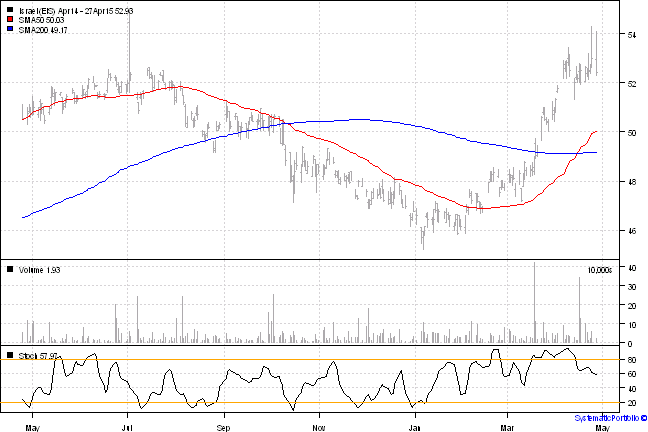 Israel (EIS) Apr14 - 27Apr15 52.93
SMA50 50.03
SMA200 49.17
54
52
50
48
46
Volume 1.93
10,000s
40
30
20
10
0
Stoch 57.97
80
60
40
20
May Jul Sep Nov Jan Mar May
SystematicPortfolio ©